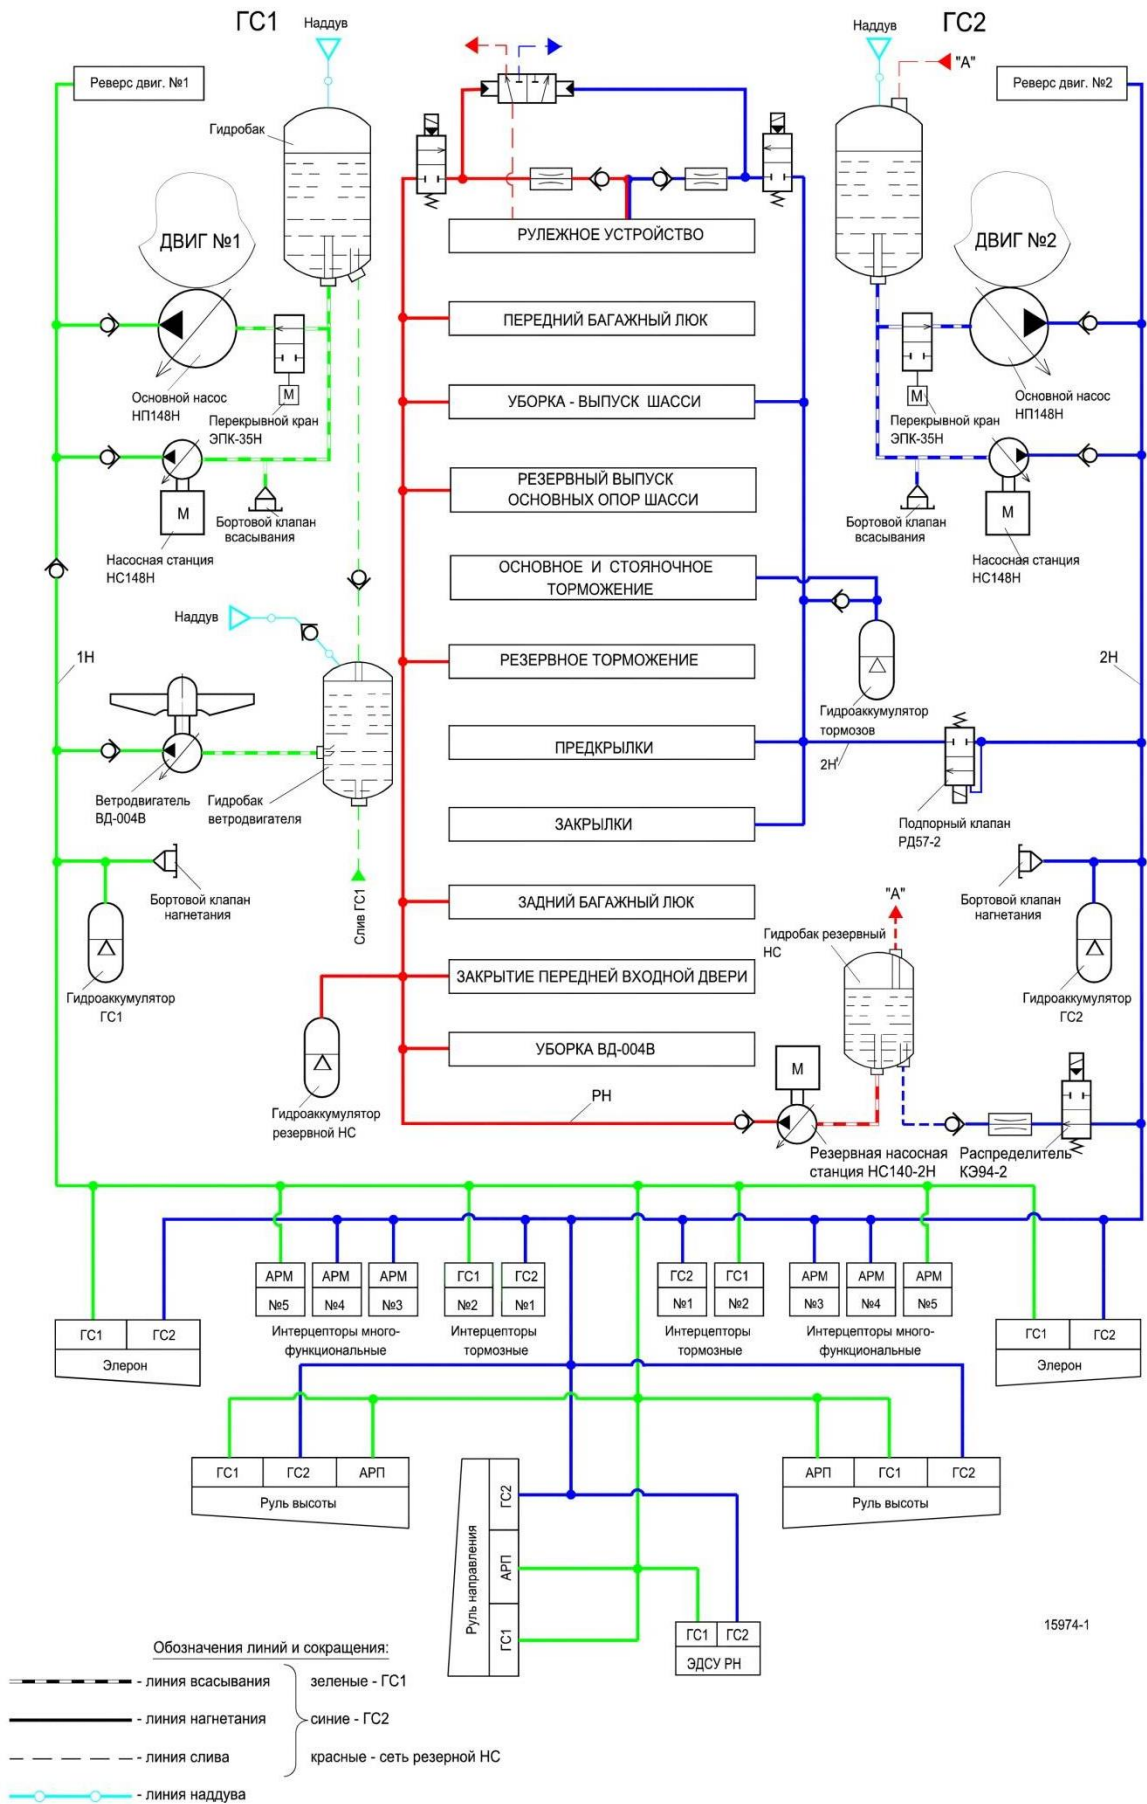 ГС1
Наддув
Наддув
ГС2
"А"
Реверс двиг. №1
Реверс двиг. №2
Гидробак
ДВИГ №1
ДВИГ №2
РУЛЕЖНОЕ УСТРОЙСТВО
ПЕРЕДНИЙ БАГАЖНЫЙ ЛЮК
УБОРКА - ВЫПУСК ШАССИ
РЕЗЕРВНЫЙ ВЫПУСК
ОСНОВНЫХ ОПОР ШАССИ
ОСНОВНОЕ И СТОЯНОЧНОЕ
ТОРМОЖЕНИЕ
РЕЗЕРВНОЕ ТОРМОЖЕНИЕ
ПРЕДКРЫЛКИ
ЗАКРЫЛКИ
ЗАДНИЙ БАГАЖНЫЙ ЛЮК
ЗАКРЫТИЕ ПЕРЕДНЕЙ ВХОДНОЙ ДВЕРИ
УБОРКА ВД-004В
Основной насос
НП148Н
М
Перекрывной кран
ЭПК-35Н
М
Перекрывной кран
ЭПК-35Н
Основной насос
НП148Н
М
Насосная станция
НС148Н
Бортовой клапан
всасывания
Бортовой клапан
всасывания
М
Насосная станция
НС148Н
Наддув
1Н
2Н
Гидроаккумулятор
тормозов
2Н'
Ветродвигатель
ВД-004В
Гидробак
ветродвигателя
Подпорный клапан
РД57-2
Бортовой клапан
нагнетания
Слив ГС1
"А"
Бортовой клапан
нагнетания
Гидробак резервный
НС
Гидроаккумулятор
ГС1
Гидроаккумулятор
ГС2
М
РН
Гидроаккумулятор
резервной НС
Резервная насосная
станция НС140-2Н
Распределитель
КЭ94-2
АРМ
№5
АРМ
№4
АРМ
№3
ГС1
№2
ГС2
№1
ГС2
№1
ГС1
№2
АРМ
№3
АРМ
№4
АРМ
№5
Интерцепторы много-
функциональные
Интерцепторы
тормозные
Интерцепторы
тормозные
Интерцепторы много-
функциональные
ГС1 ГС2
Элерон
ГС1 ГС2
Элерон
ГС1 ГС2 АРП
Руль высоты
АРП ГС1 ГС2
Руль высоты
Руль направления
ГС2
АРП
ГС1
ГС1 ГС2
ЭДСУ РН
15974-1
Обозначения линий и сокращения:
- линия всасывания зеленые - ГС1
- линия нагнетания синие - ГС2
- линия слива красные - сеть резерной НС
- линия наддува